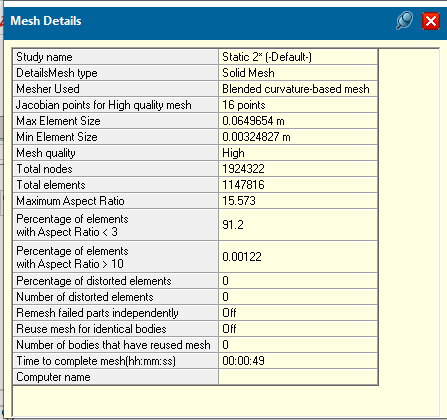 Mesh Details
Study name Static 2* (-Default-)
DetailsMesh type Solid Mesh
Mesher Used Blended curvature-based mesh
Jacobian points for High quality mesh 16 points
Max Element Size 0.0649654 m
Min Element Size 0.00324827 m
Mesh quality High
Total nodes 1924322
Total elements 1147816
Maximum Aspect Ratio 15.573
Percentage of elements
with Aspect Ratio < 3 91.2
Percentage of elements
with Aspect Ratio > 10 0.00122
Percentage of distorted elements 0
Number of distorted elements 0
Remesh failed parts independently Off
Reuse mesh for identical bodies Off
Number of bodies that have reused mesh 0
Time to complete mesh(hh:mm:ss) 00:00:49
Computer name